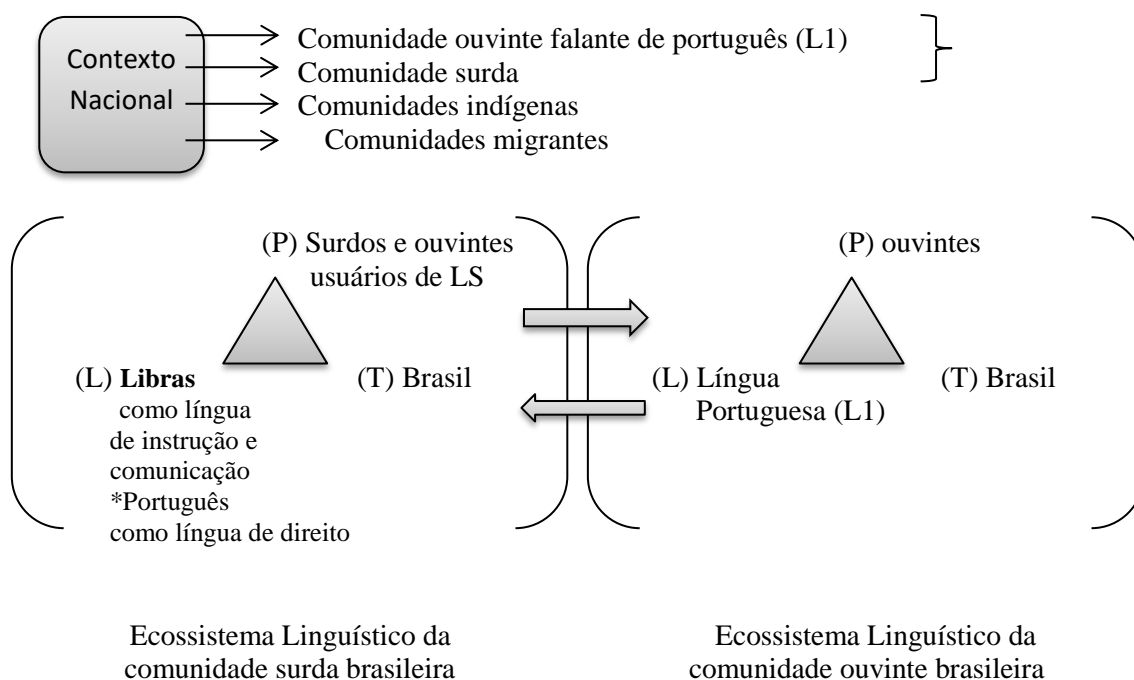 Contexto
Nacional
Comunidade ouvinte falante de português (L1)
Comunidade surda
Comunidades indígenas
Comunidades migrantes
(P) Surdos e ouvintes
usuários de LS
(L) Libras
como língua
de instrução e
comunicação
*Português
como língua de direito
(T) Brasil
(P) ouvintes
(L) Língua
Portuguesa (L1)
(T) Brasil
Ecossistema Linguístico da
comunidade surda brasileira
Ecossistema Linguístico da
comunidade ouvinte brasileira